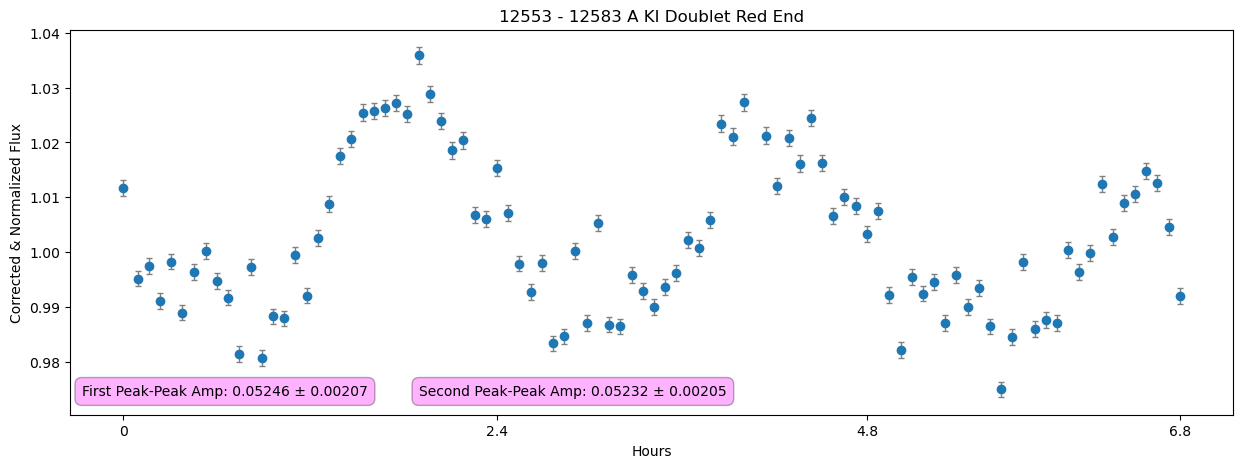 12553 - 12583 A KI Doublet Red End
Corrected & Normalized Flux
1.04
1.03
1.02
1.01
1.00
0.99
0.98
First Peak-Peak Amp: 0.05246 ± 0.00207
Second Peak-Peak Amp: 0.05232 ± 0.00205
0
2.4
4.8
6.8
Hours